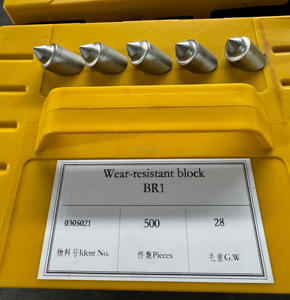 Wear-resistant block
BR1
0305021 500 28
物料号Ident No. 件数Pieces 毛重G.W